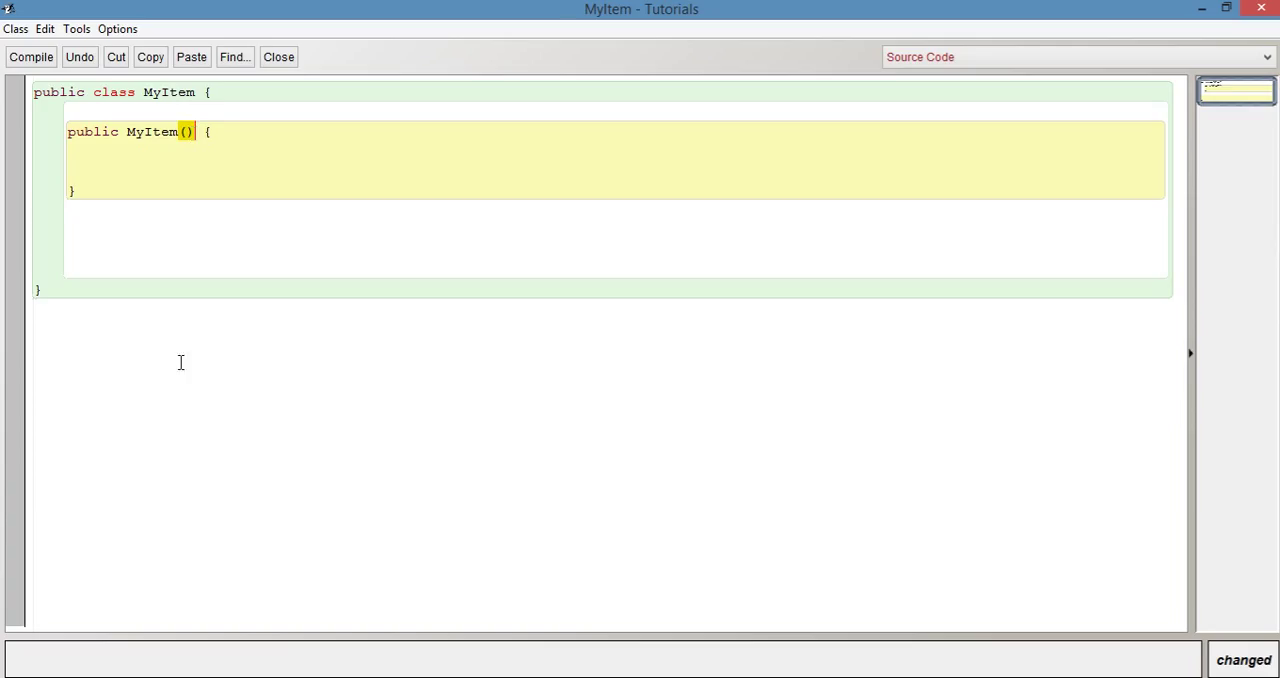 MyItem - Tutorials
Class Edit Tools Options
Compile Undo Cut Copy Paste Find... Close Source Code
public class MyItem {
public MyItem() {
}
}
changed